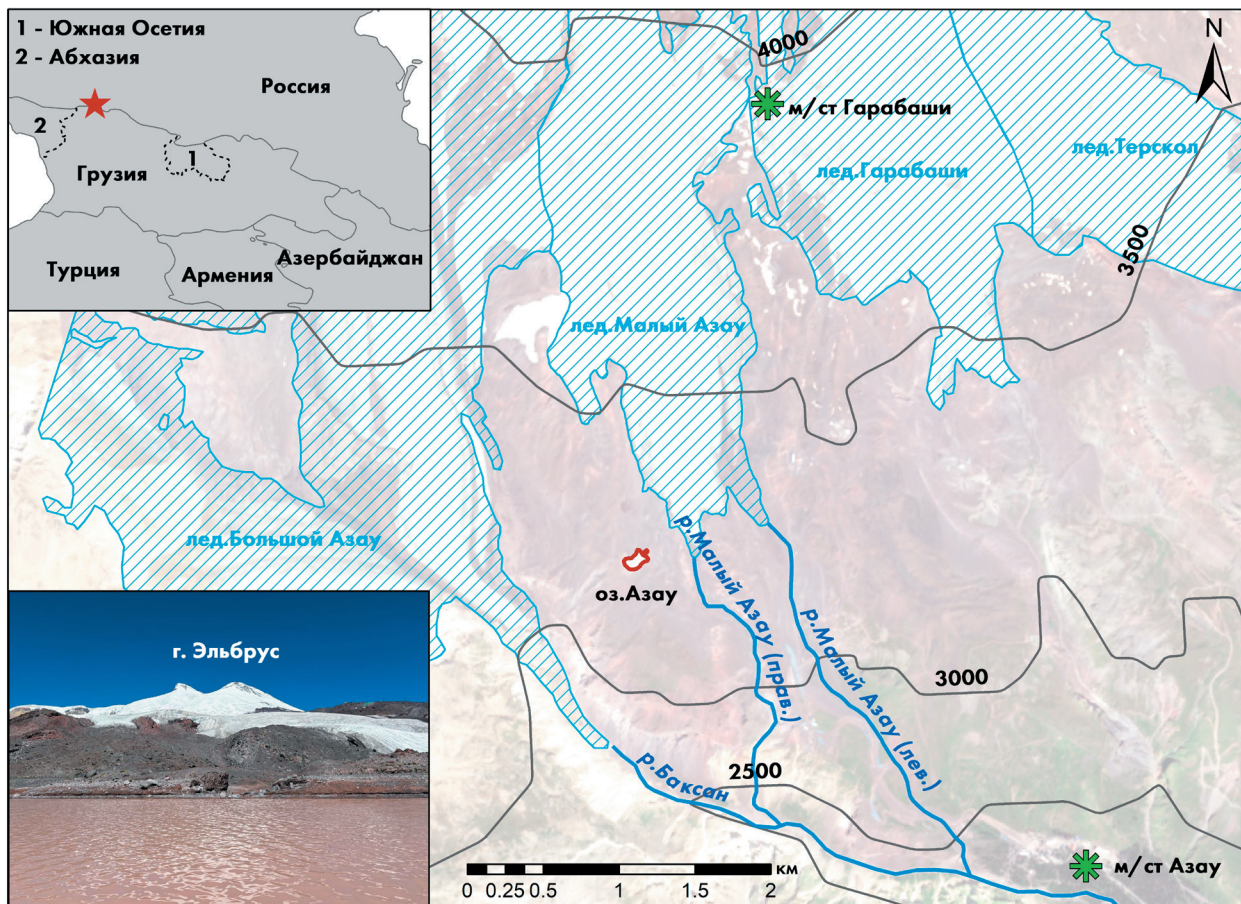 1 - Южная Осетия
2 - Абхазия
Россия
2
1
Грузия
Турция
Армения
Азербайджан
N
4000
м/ст Гарабаши
лед.Терскол
лед.Гарабаши
3500
лед.Малый Азау
лед.Большой Азау
р.Малый Азау (прав.)
р.Малый Азау (лев.)
оз.Азау
3000
г. Эльбрус
2500
р.Баксан
м/ст Азау
км
0 0.25 0.5 1 2